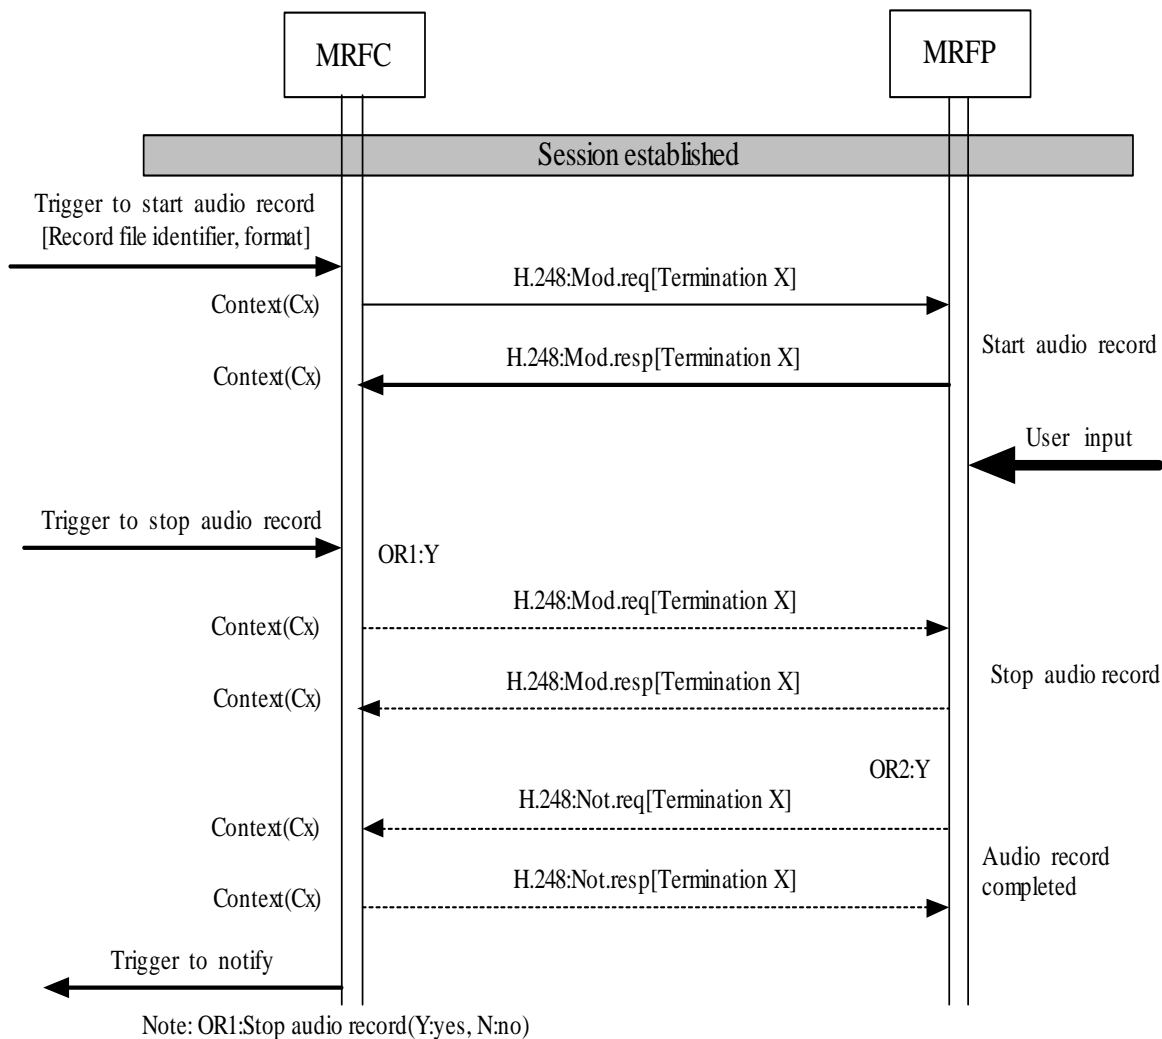 MRFC
MRFP
Session established
Trigger to start audio record
[Record file identifier, format]
H.248:Mod.req[Termination X]
Context(Cx)
Start audio record
H.248:Mod.resp[Termination X]
Context(Cx)
User input
Trigger to stop audio record
OR1:Y
H.248:Mod.req[Termination X]
Context(Cx)
Stop audio record
H.248:Mod.resp[Termination X]
Context(Cx)
OR2:Y
H.248:Not.req[Termination X]
Context(Cx)
Audio record
completed
H.248:Not.resp[Termination X]
Context(Cx)
Trigger to notify
Note: OR1:Stop audio record(Y:yes, N:no)